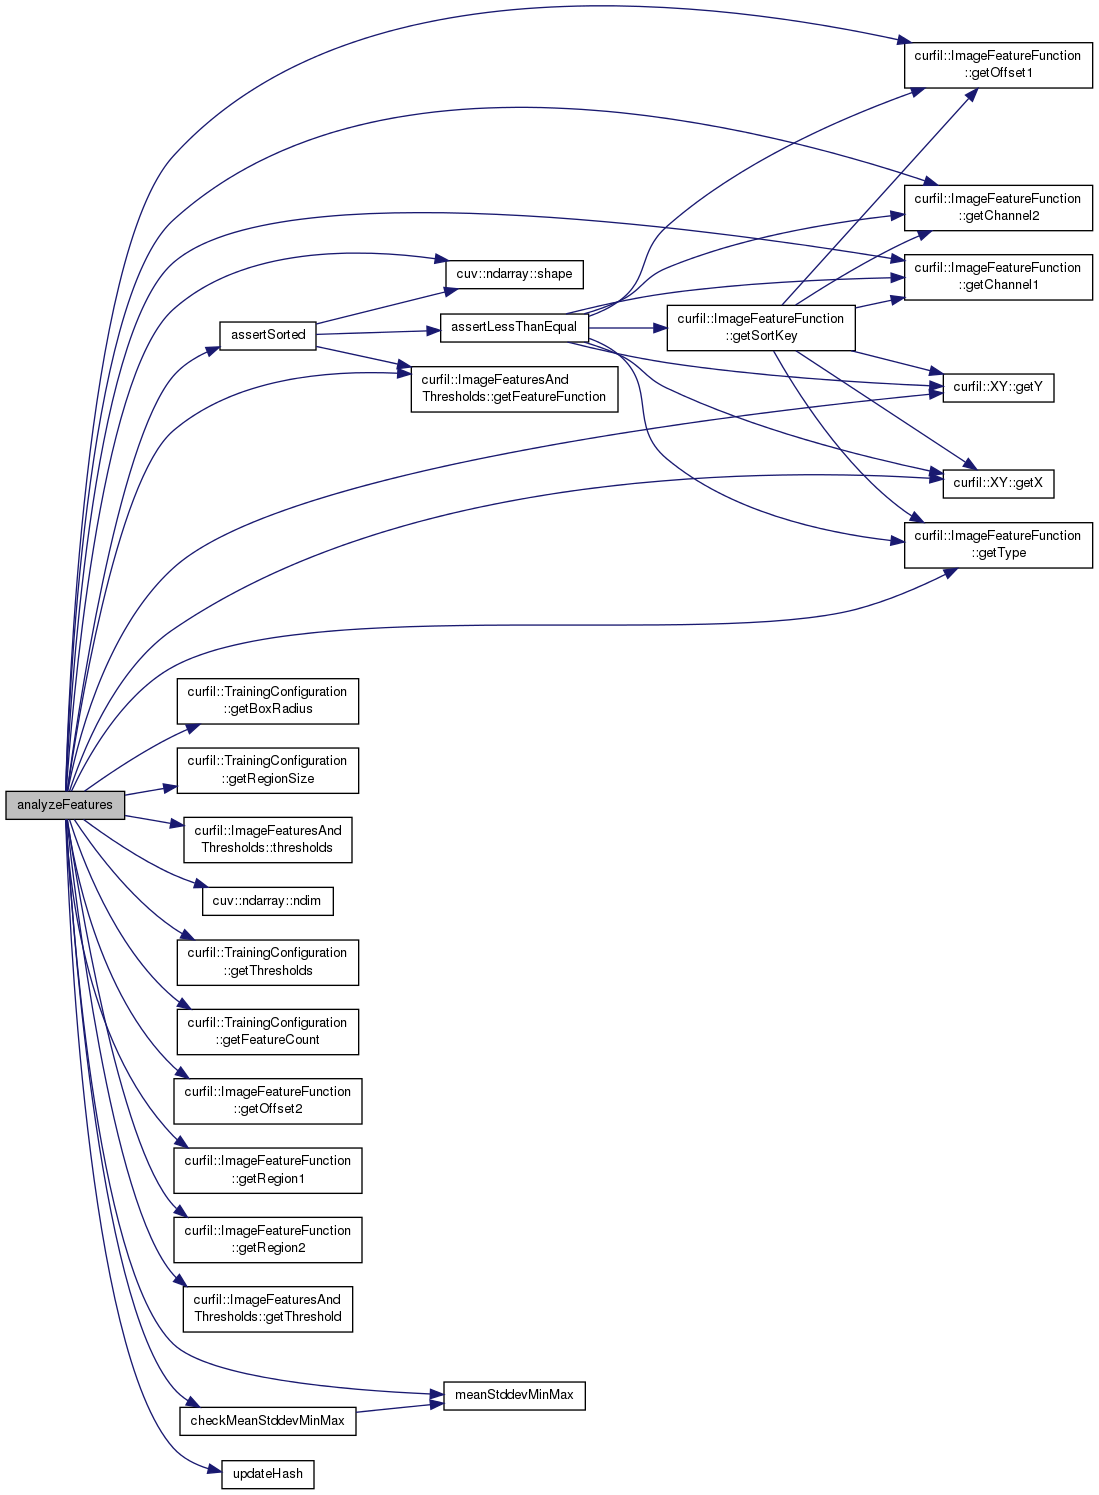 curfil::ImageFeatureFunction
::getOffset1
curfil::ImageFeatureFunction
::getChannel2
curfil::ImageFeatureFunction
::getChannel1
cuv::ndarray::shape
assertSorted
assertLessThanEqual
curfil::ImageFeatureFunction
::getSortKey
curfil::ImageFeaturesAnd
Thresholds::getFeatureFunction
curfil::XY::getY
curfil::XY::getX
curfil::ImageFeatureFunction
::getType
curfil::TrainingConfiguration
::getBoxRadius
curfil::TrainingConfiguration
::getRegionSize
analyzeFeatures
curfil::ImageFeaturesAnd
Thresholds::thresholds
cuv::ndarray::ndim
curfil::TrainingConfiguration
::getThresholds
curfil::TrainingConfiguration
::getFeatureCount
curfil::ImageFeatureFunction
::getOffset2
curfil::ImageFeatureFunction
::getRegion1
curfil::ImageFeatureFunction
::getRegion2
curfil::ImageFeaturesAnd
Thresholds::getThreshold
meanStddevMinMax
checkMeanStddevMinMax
updateHash